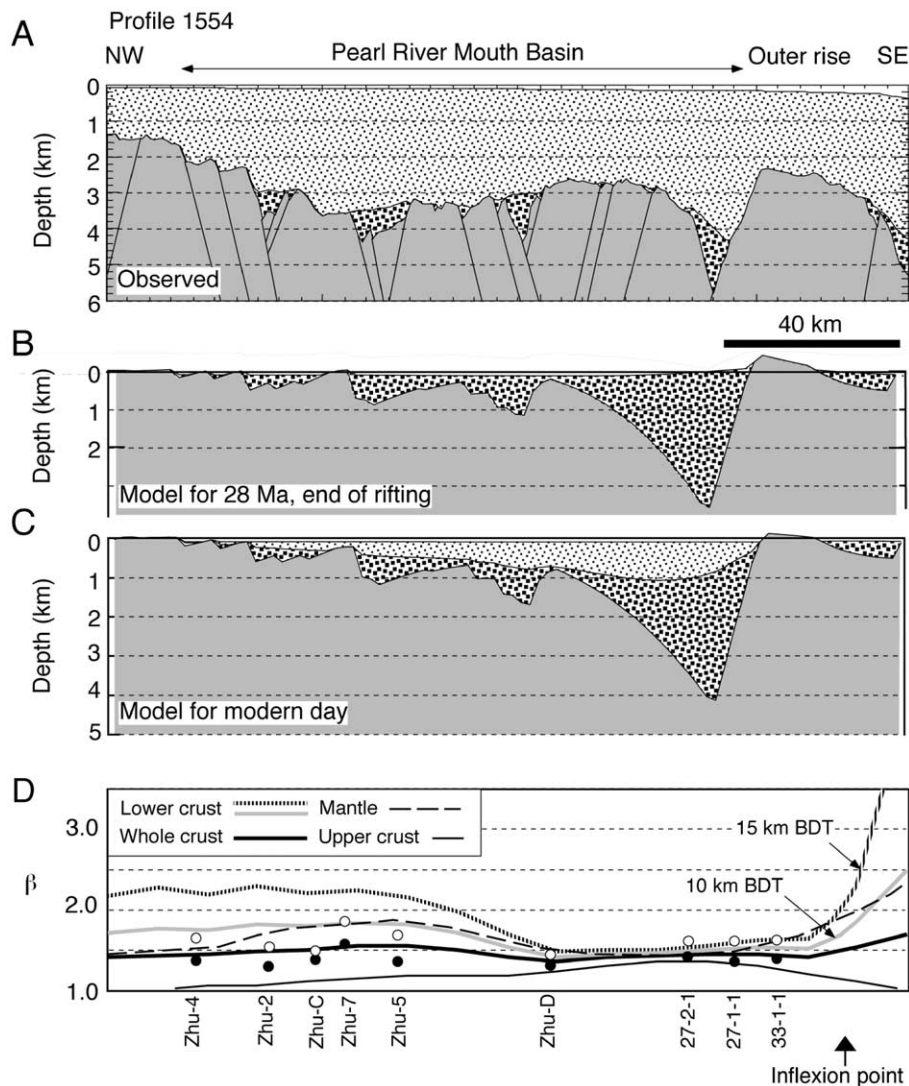 Profile 1554
A
NW Pearl River Mouth Basin Outer rise SE
0
1
2
3
4
5
6
Depth (km)
Observed
40 km
B
0
1
2
Depth (km)
Model for 28 Ma, end of rifting
C
0
1
2
3
4
5
Depth (km)
Model for modern day
D
Lower crust Mantle
Whole crust Upper crust
3.0
2.0
1.0
β
15 km BDT
10 km BDT
Zhu-4
Zhu-2
Zhu-C
Zhu-7
Zhu-5
Zhu-D
27-2-1
27-1-1
33-1-1
Inflexion point